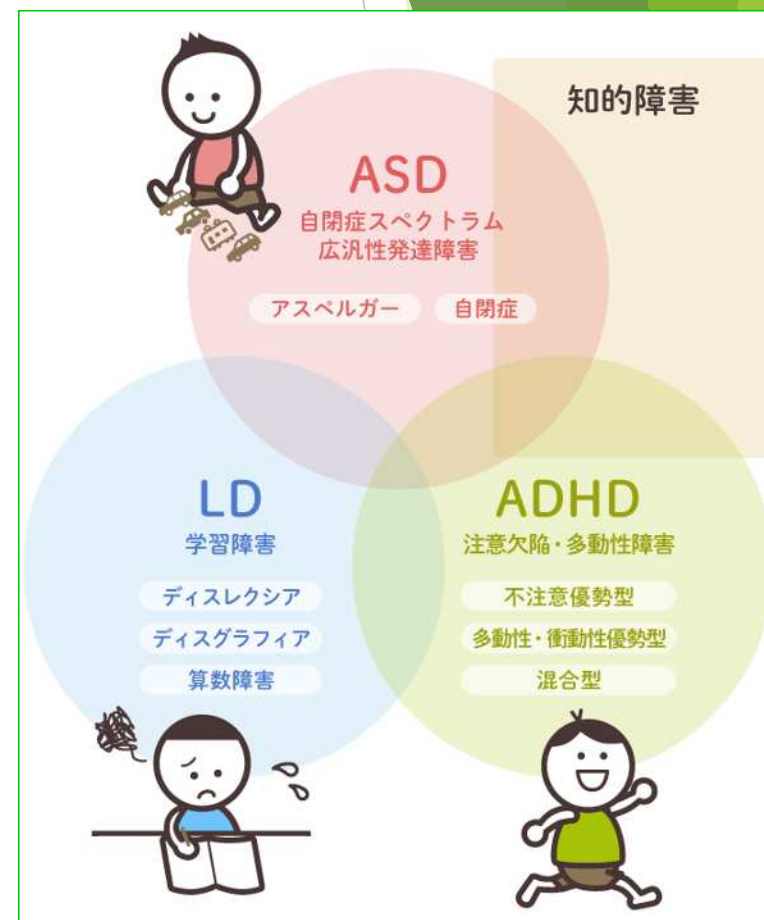 知的障害
ASD
自閉症スペクトラム
広汎性発達障害
アスペルガー
自閉症
LD
学習障害
ディスレクシア
ディスグラフィア
算数障害
ADHD
注意欠陥・多動性障害
不注意優勢型
多動性・衝動性優勢型
混合型